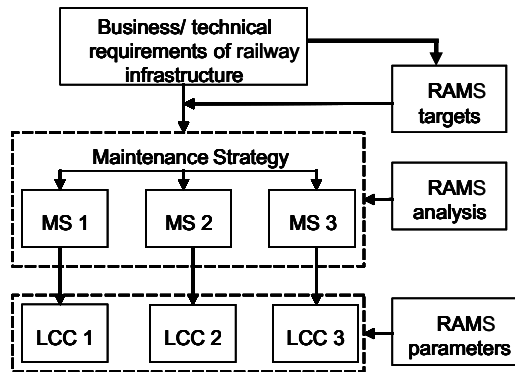 Business/ technical
requirements of railway
infrastructure
RAMS
targets
Maintenance Strategy
MS 1
MS 2
MS 3
RAMS
analysis
LCC 1
LCC 2
LCC 3
RAMS
parameters